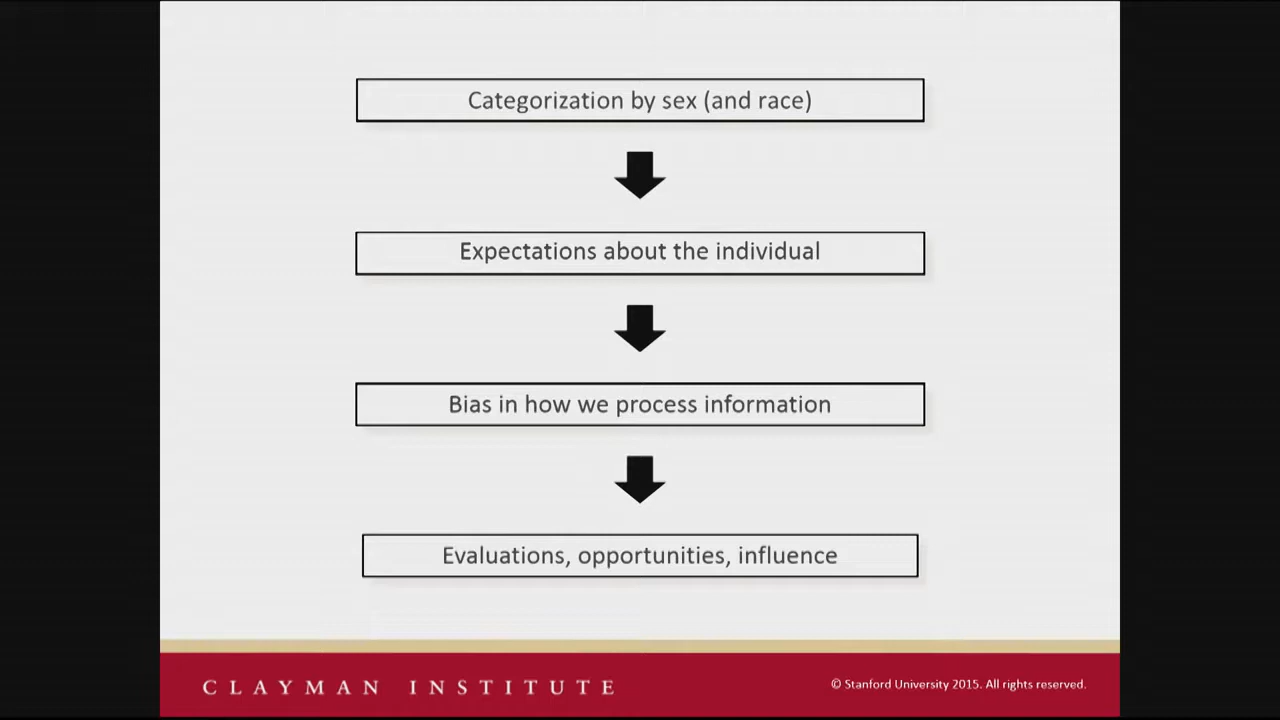 Categorization by sex (and race)
Expectations about the individual
Bias in how we process information
Evaluations, opportunities, influence
CLAYMAN INSTITUTE
© Stanford University 2015. All rights reserved.